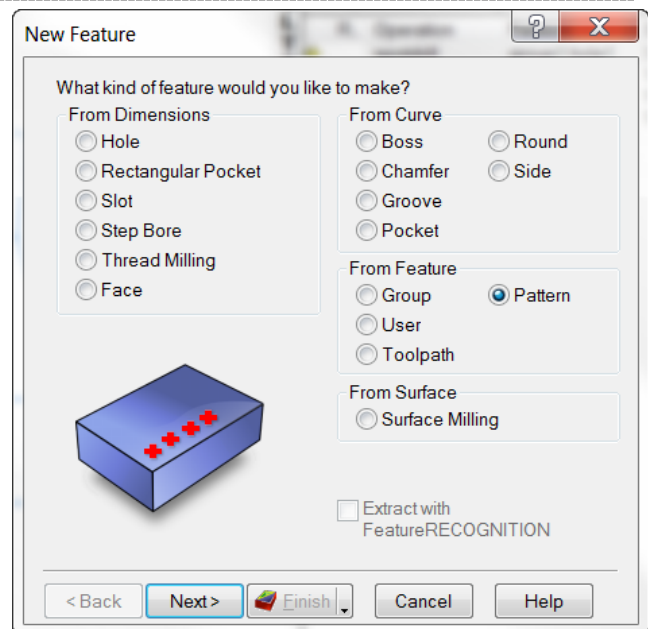 New Feature
What kind of feature would you like to make?
From Dimensions
Hole
Rectangular Pocket
Slot
Step Bore
Thread Milling
Face
From Curve
Boss
Round
Chamfer
Side
Groove
Pocket
From Feature
Group
Pattern
User
Toolpath
From Surface
Surface Milling
Extract with
FeatureRECOGNITION
< Back
Next >
Finish
Cancel
Help